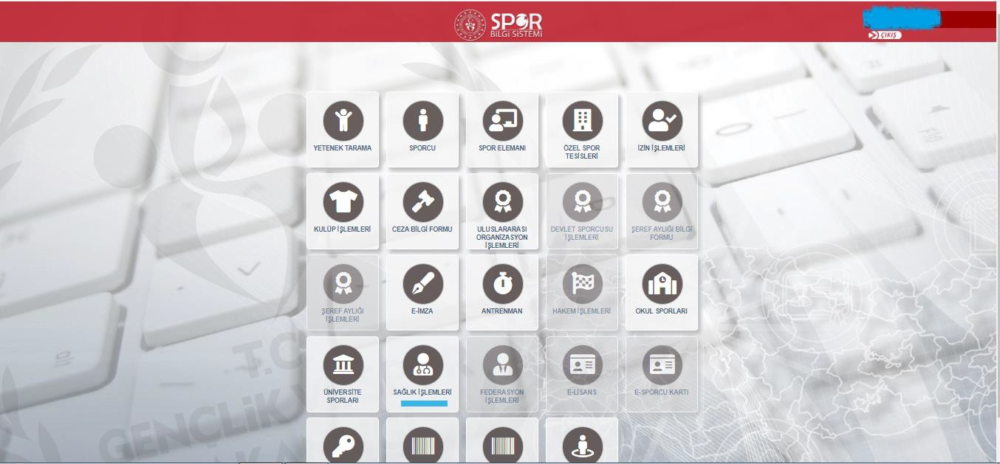 SPOR
BİLGİ SİSTEMİ
ÇIKIŞ
YETENEK TARAMA
SPORCU
SPOR ELEMANI
ÖZEL SPOR
TESİSLERİ
İZİN İŞLEMLERİ
KULÜP İŞLEMLERİ
CEZA BİLGİ FORMU
ULUSLARARASI
ORGANİZASYON
İŞLEMLERİ
DEVLET SPORCUSU
İŞLEMLERİ
ŞEREF AYLIĞI BİLGİ
FORMU
ŞEREF AYLIĞI
İŞLEMLERİ
E-İMZA
ANTRENMAN
HAKEM İŞLEMLERİ
OKUL SPORLARI
ÜNİVERSİTE
SPORLARI
SAĞLIK İŞLEMLERİ
FEDERASYON
İŞLEMLERİ
E-LİSANS
E-SPORCU KARTI
T.C
GENÇLİK